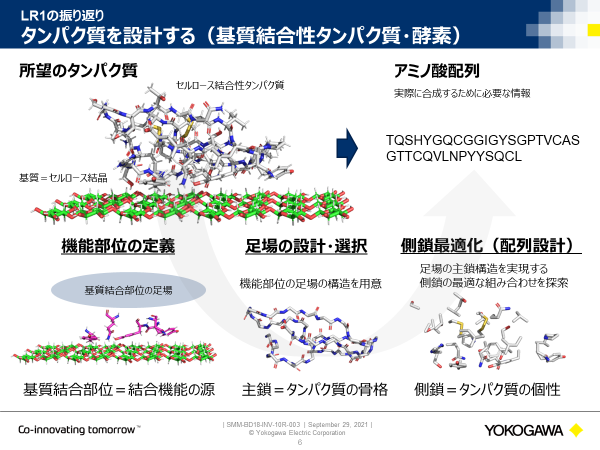 LR1の振り返り
タンパク質を設計する（基質結合性タンパク質・酵素）
所望のタンパク質
セルロース結合性タンパク質
基質＝セルロース結晶
アミノ酸配列
実際に合成するために必要な情報
TQSHYGQCGGIGYSGPTVCAS
GTTCQVLNPYYSQCL
機能部位の定義
基質結合部位の足場
基質結合部位＝結合機能の源
足場の設計・選択
機能部位の足場の構造を用意
主鎖＝タンパク質の骨格
側鎖最適化（配列設計）
足場の主鎖構造を実現する
側鎖の最適な組み合わせを探索
側鎖＝タンパク質の個性
Co-innovating tomorrow™
| SMM-BD18-INV-10R-003 | September 29, 2021 |
© Yokogawa Electric Corporation
6
YOKOGAWA